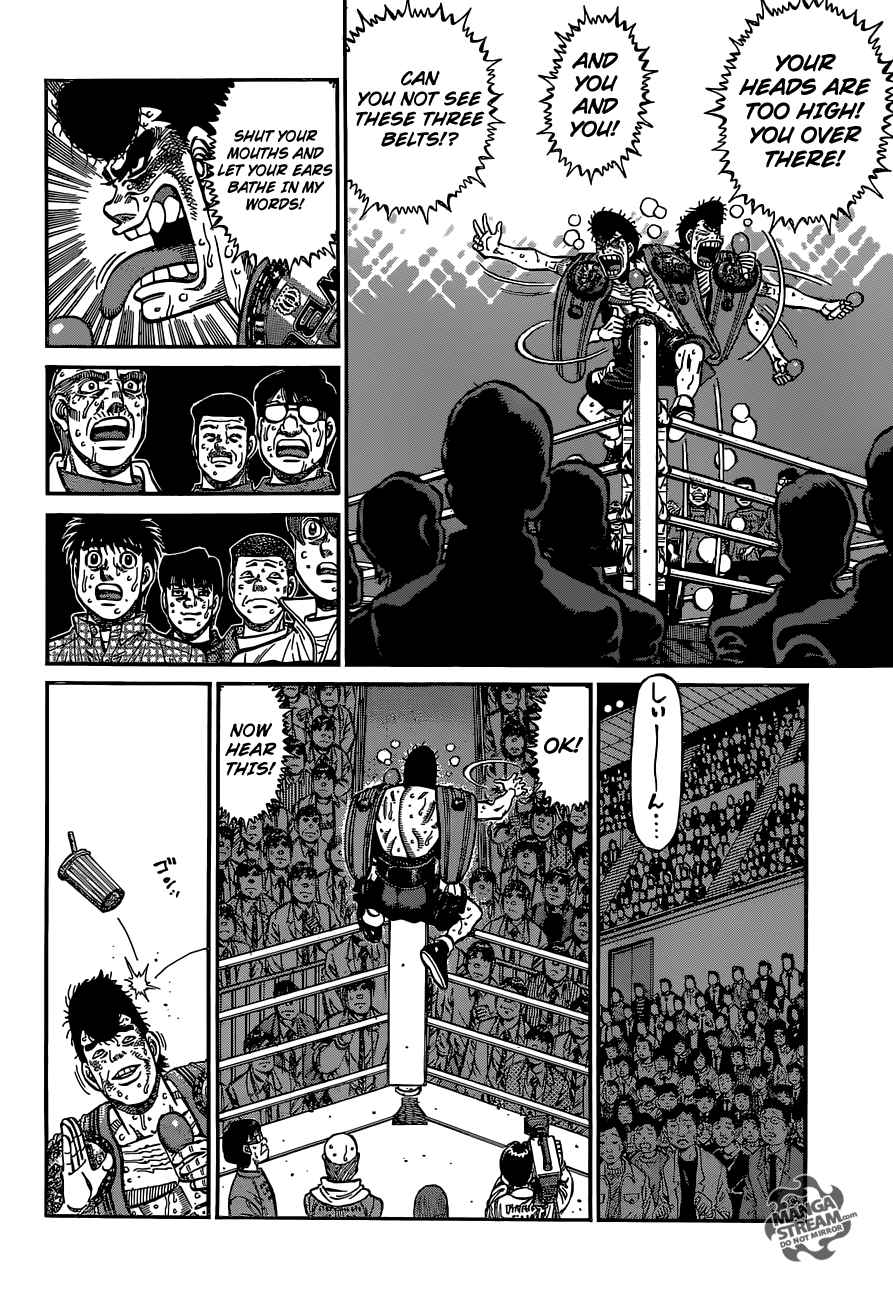 YOUR
HEADS ARE
TOO HIGH!
YOU OVER
THERE!
AND
YOU
AND
YOU!
CAN
YOU NOT SEE
THESE THREE
BELTS!?
SHUT YOUR
MOUTHS AND
LET YOUR EARS
BATHE IN MY
WORDS!
しぃーーん…
OK!
NOW
HEAR
THIS!
MANGA
STREAM.com
DO NOT MIRROR